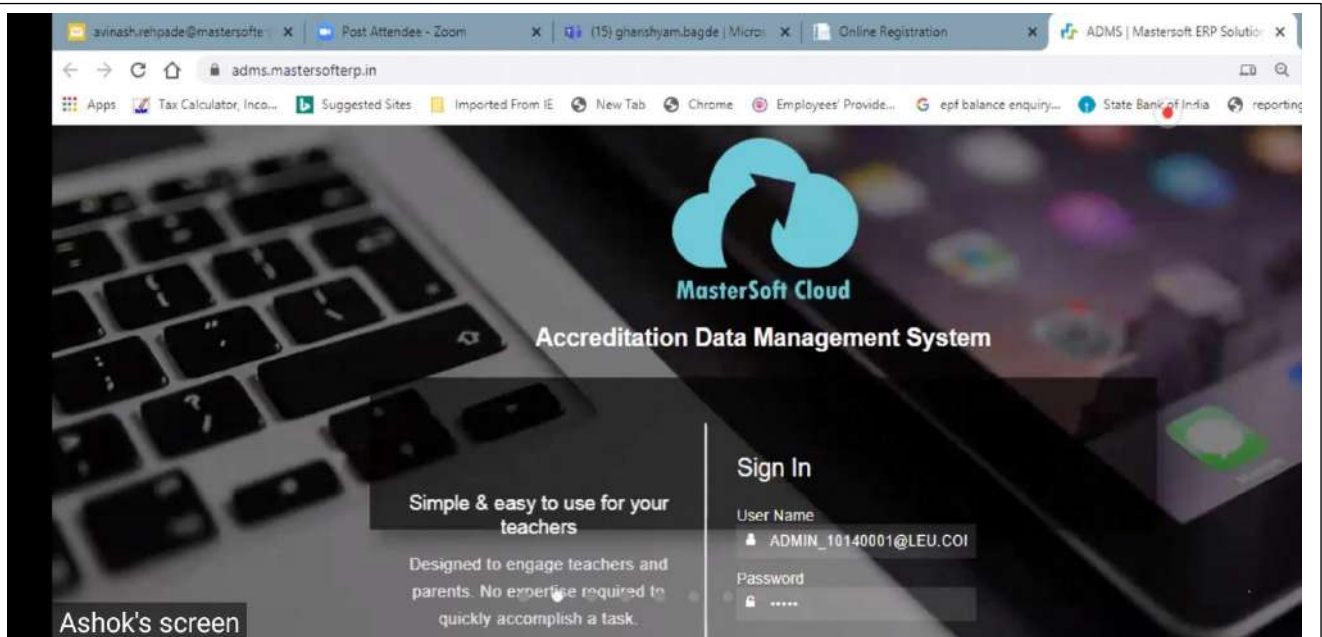 avinash.rehpade@mastersofte
Post Attendee - Zoom
(15) ghanshyam.bagde | Micro
Online Registration
ADMS | Mastersoft ERP Solution
adms.mastersofterp.in
Apps
Tax Calculator, Inco...
Suggested Sites
Imported From IE
New Tab
Chrome
Employees' Provide...
epf balance enquiry...
State Bank of India
reporting
MasterSoft Cloud
Accreditation Data Management System
Simple & easy to use for your
teachers
Designed to engage teachers and
parents. No expertise required to
quickly accomplish a task.
Sign In
User Name
ADMIN_10140001@LEU.COM
Password
•••••
Ashok's screen